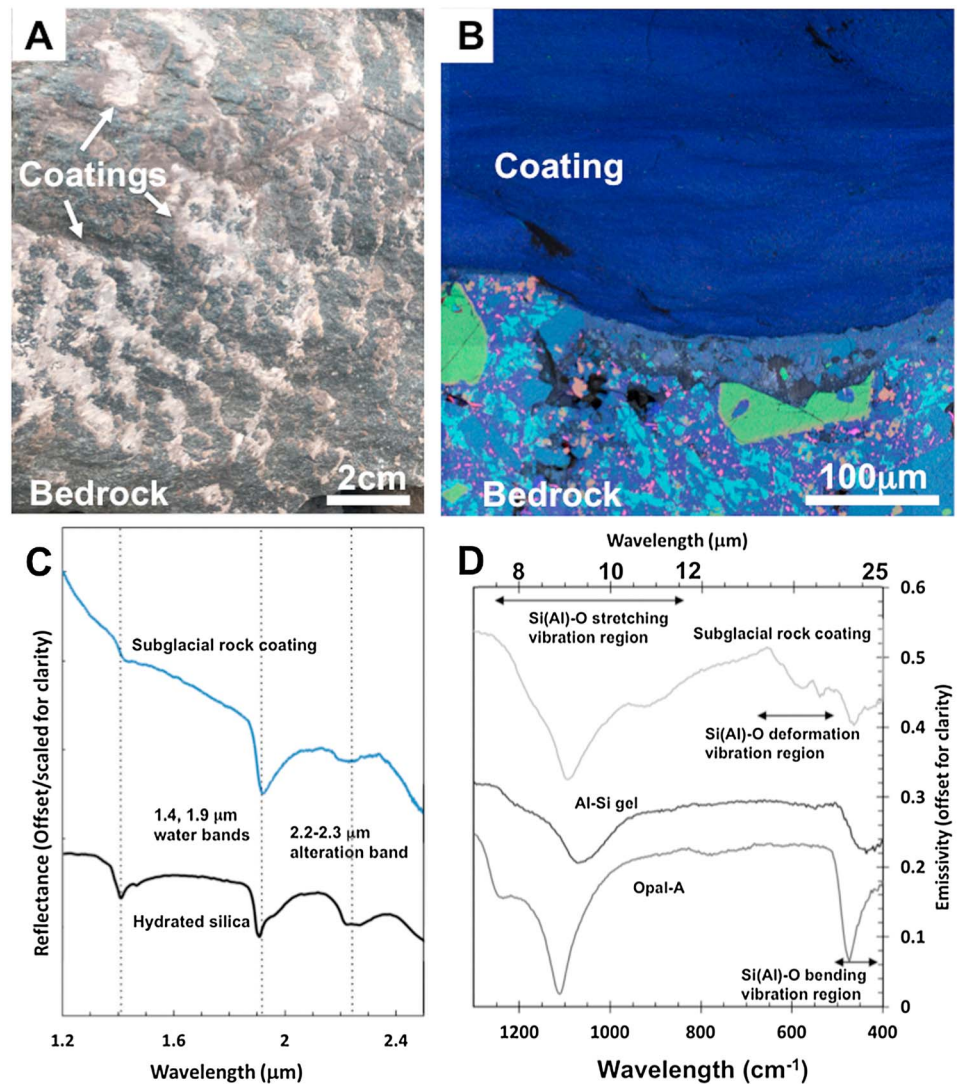 A
Coatings
Bedrock
2cm
B
Coating
Bedrock
100μm
C
Subglacial rock coating
1.4, 1.9 μm
water bands
2.2-2.3 μm
alteration band
Hydrated silica
Reflectance (Offset/scaled for clarity)
1.2
1.6
2
2.4
Wavelength (μm)
Wavelength (μm)
D
8
10
12
25
Si(Al)-O stretching
vibration region
Subglacial rock coating
Si(Al)-O deformation
vibration region
Al-Si gel
Opal-A
Si(Al)-O bending
vibration region
0.6
0.5
0.4
0.3
0.2
0.1
0
Emissivity (offset for clarity)
1200
1000
800
600
400
Wavelength (cm⁻¹)